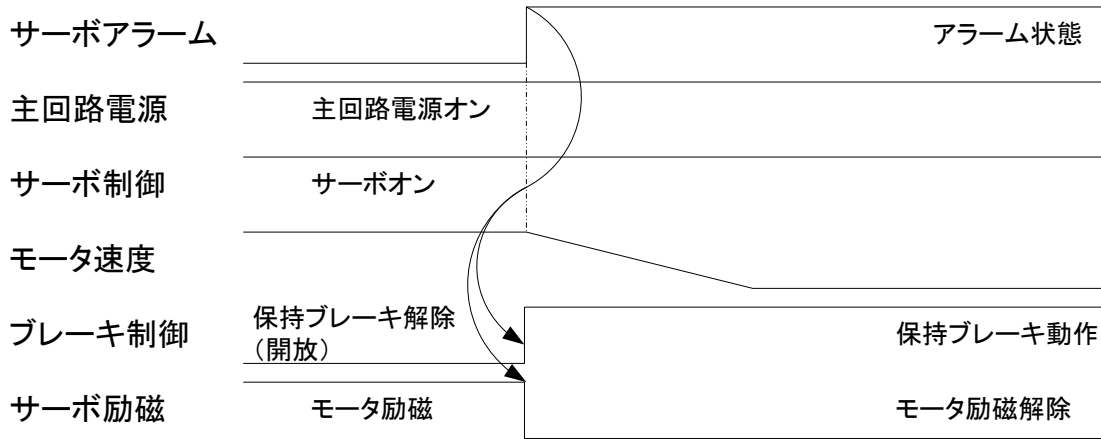 サーボアラーム
アラーム状態
主回路電源
主回路電源オン
サーボ制御
サーボオン
モータ速度
ブレーキ制御
保持ブレーキ解除
（開放）
保持ブレーキ動作
サーボ励磁
モータ励磁
モータ励磁解除